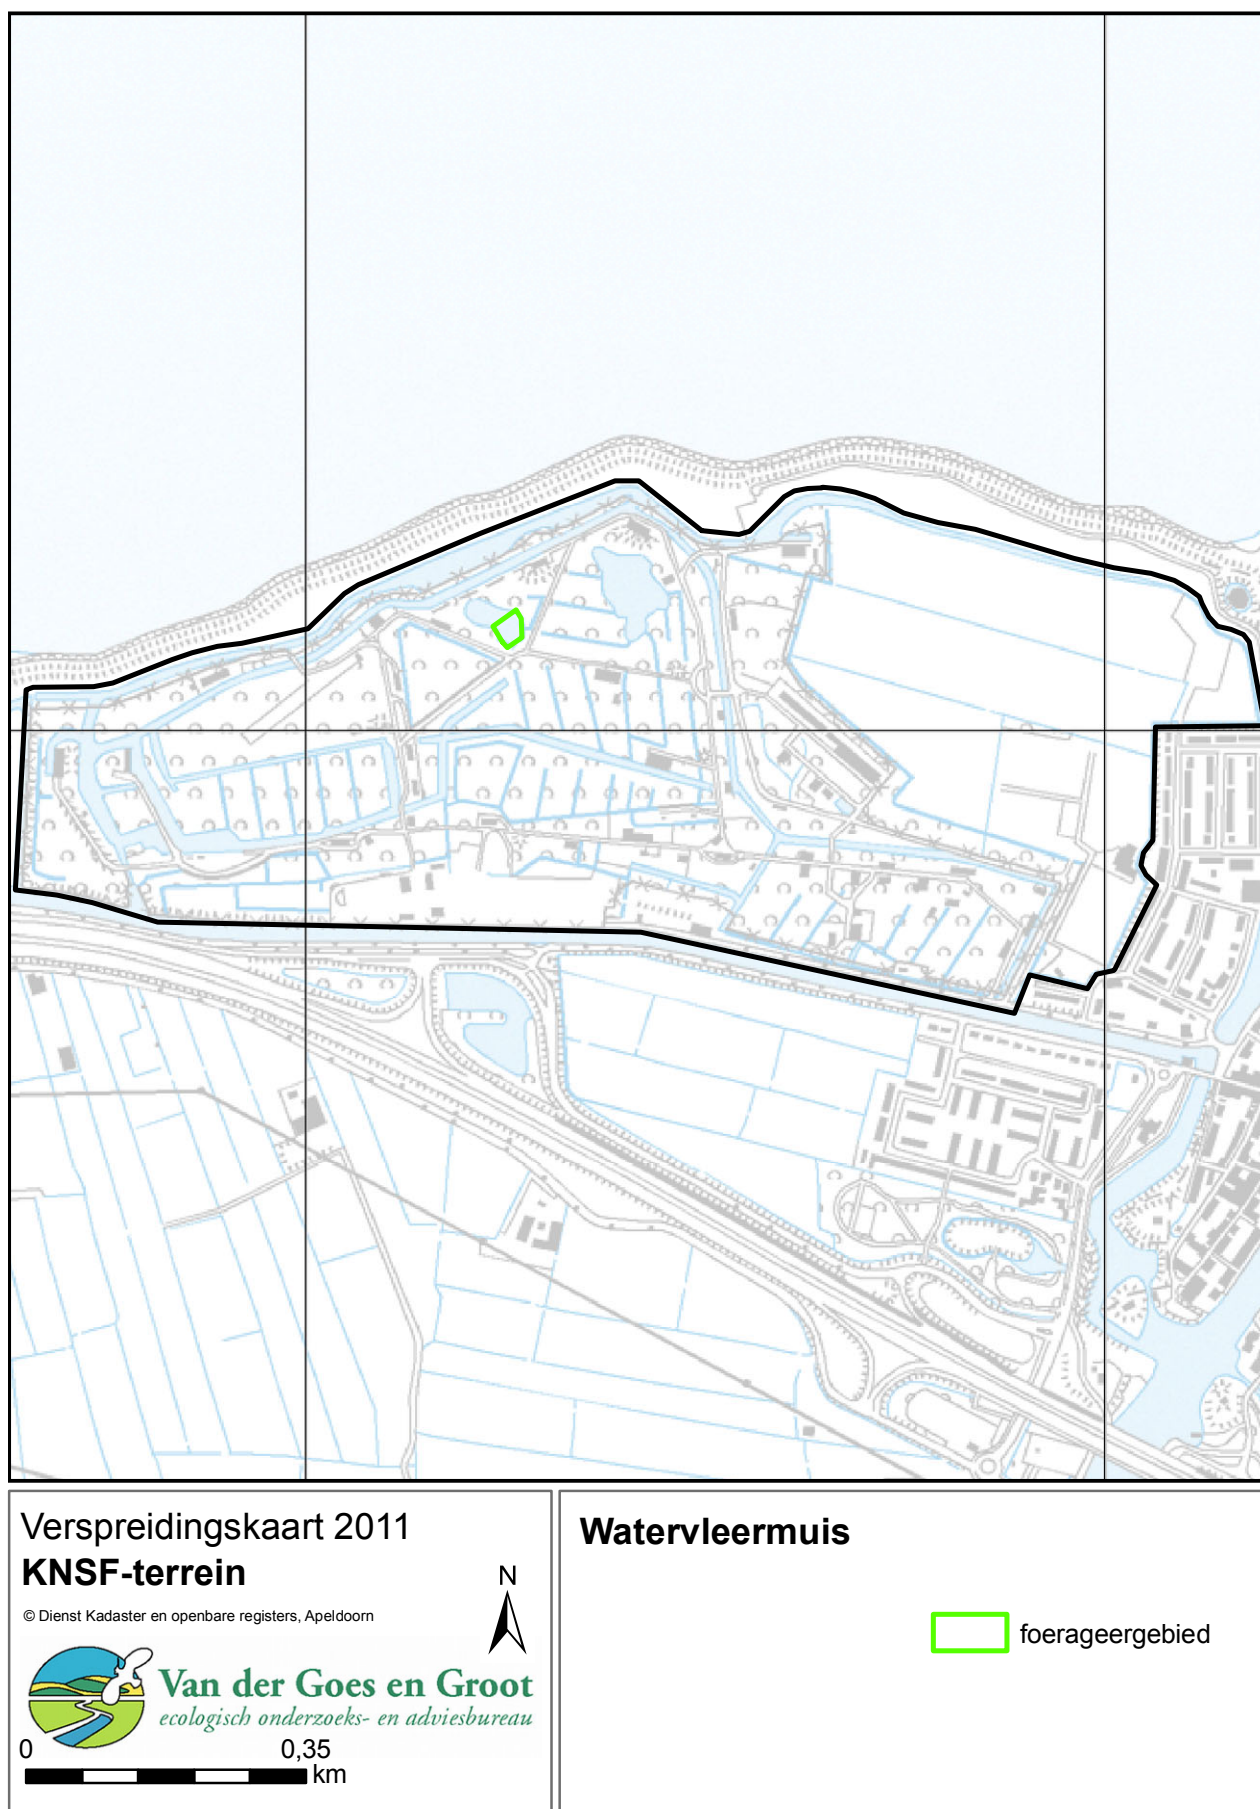 Verspreidingskaart 2011
KNSF-terrein
© Dienst Kadaster en openbare registers, Apeldoorn
N
Van der Goes en Groot
ecologisch onderzoeks- en adviesbureau
0 0,35
km
Watervleermuis
foerageergebied